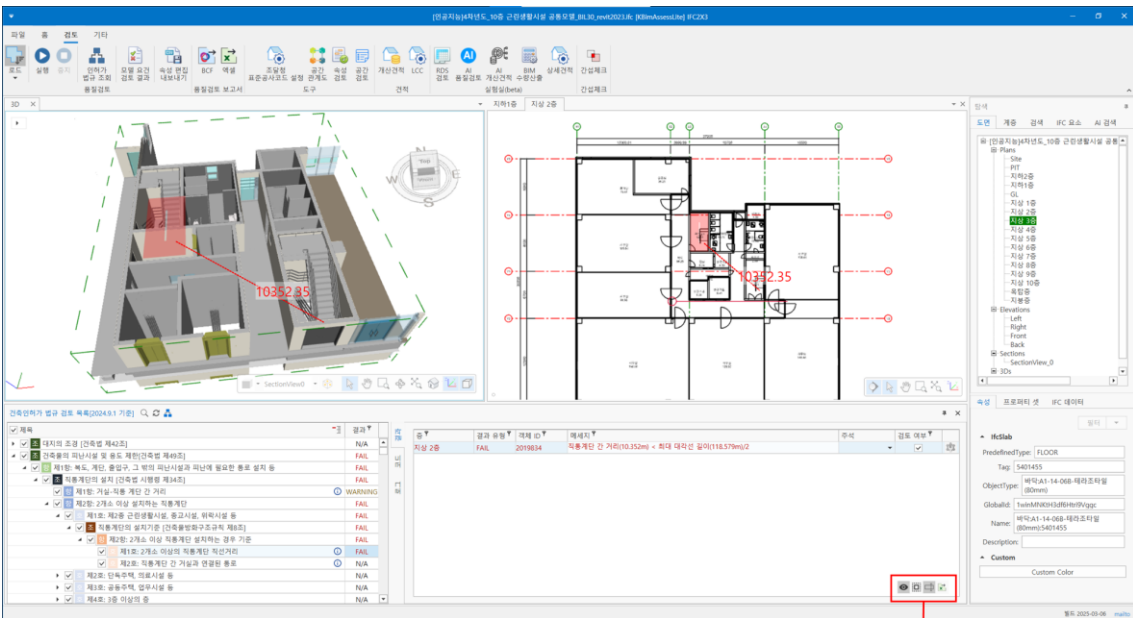 [인공지능]4차년도_10층 근린생활시설 공통모델_BIL30_revit2023.ifc [KBimAssessLite] IFC2X3
파일 홈 검토 기타
로드 실행 중지 인허가 법규 조회 모델 요건 검토 결과 속성 편집 내보내기 BCF 엑셀 조달청 표준공사코드 설정 공간 관계도 속성 검토 공간 검토 개산견적 LCC RDS 검토 AI 품질검토 AI 개산견적 BIM 수량산출 상세견적 간섭체크
품질검토 품질검토 보고서 도구 견적 실험실(beta) 간섭체크
3D
W S E
10352.35
SectionView0
지하1층 지상 2층
10352.35
탐색
도면 계층 검색 IFC 요소 AI 검색
[인공지능]4차년도_10층 근린생활시설 공통
Plans
Site
PIT
지하2층
지하1층
GL
지상 1층
지상 2층
지상 3층
지상 4층
지상 5층
지상 6층
지상 7층
지상 8층
지상 9층
지상 10층
옥탑층
지붕층
Elevations
Left
Right
Front
Back
Sections
SectionView_0
3Ds
건축인허가 법규 검토 목록[2024.9.1 기준]
제목 결과
대지의 조경 [건축법 제42조] N/A
건축물의 피난시설 및 용도 제한[건축법 제49조] FAIL
제1항: 복도, 계단, 출입구, 그 밖의 피난시설과 피난에 필요한 통로 설치 등 FAIL
직통계단의 설치 [건축법 시행령 제34조] FAIL
제1항: 거실-직통 계단 간 거리 WARNING
제2항: 2개소 이상 설치하는 직통계단 FAIL
제1호: 제2종 근린생활시설, 종교시설, 위락시설 등 FAIL
직통계단의 설치기준 [건축물방화구조규칙 제8조] FAIL
제2항: 2개소 이상 직통계단 설치하는 경우 기준 FAIL
제1호: 2개소 이상의 직통계단 직선거리 FAIL
제2호: 직통계단 간 거실과 연결된 통로 N/A
제2호: 단독주택, 의료시설 등 N/A
제3호: 공동주택, 업무시설 등 N/A
제4호: 3층 이상의 층 N/A
층 결과 유형 객체 ID 메세지 주석 검토 여부
지상 2층 FAIL 2019834 직통계단 간 거리(10.352m) < 최대 대각선 길이(118.579m)/2
속성 프로퍼티 셋 IFC 데이터
IfcSlab
PredefinedType: FLOOR
Tag: 5401455
ObjectType: 바닥:A1-14-06B-테라조타일 (80mm)
GlobalId: 1wInMNKtH3df6Hbt9lVggc
Name: 바닥:A1-14-06B-테라조타일 (80mm):5401455
Description:
Custom
Custom Color
빌드 2025-03-06 mailto